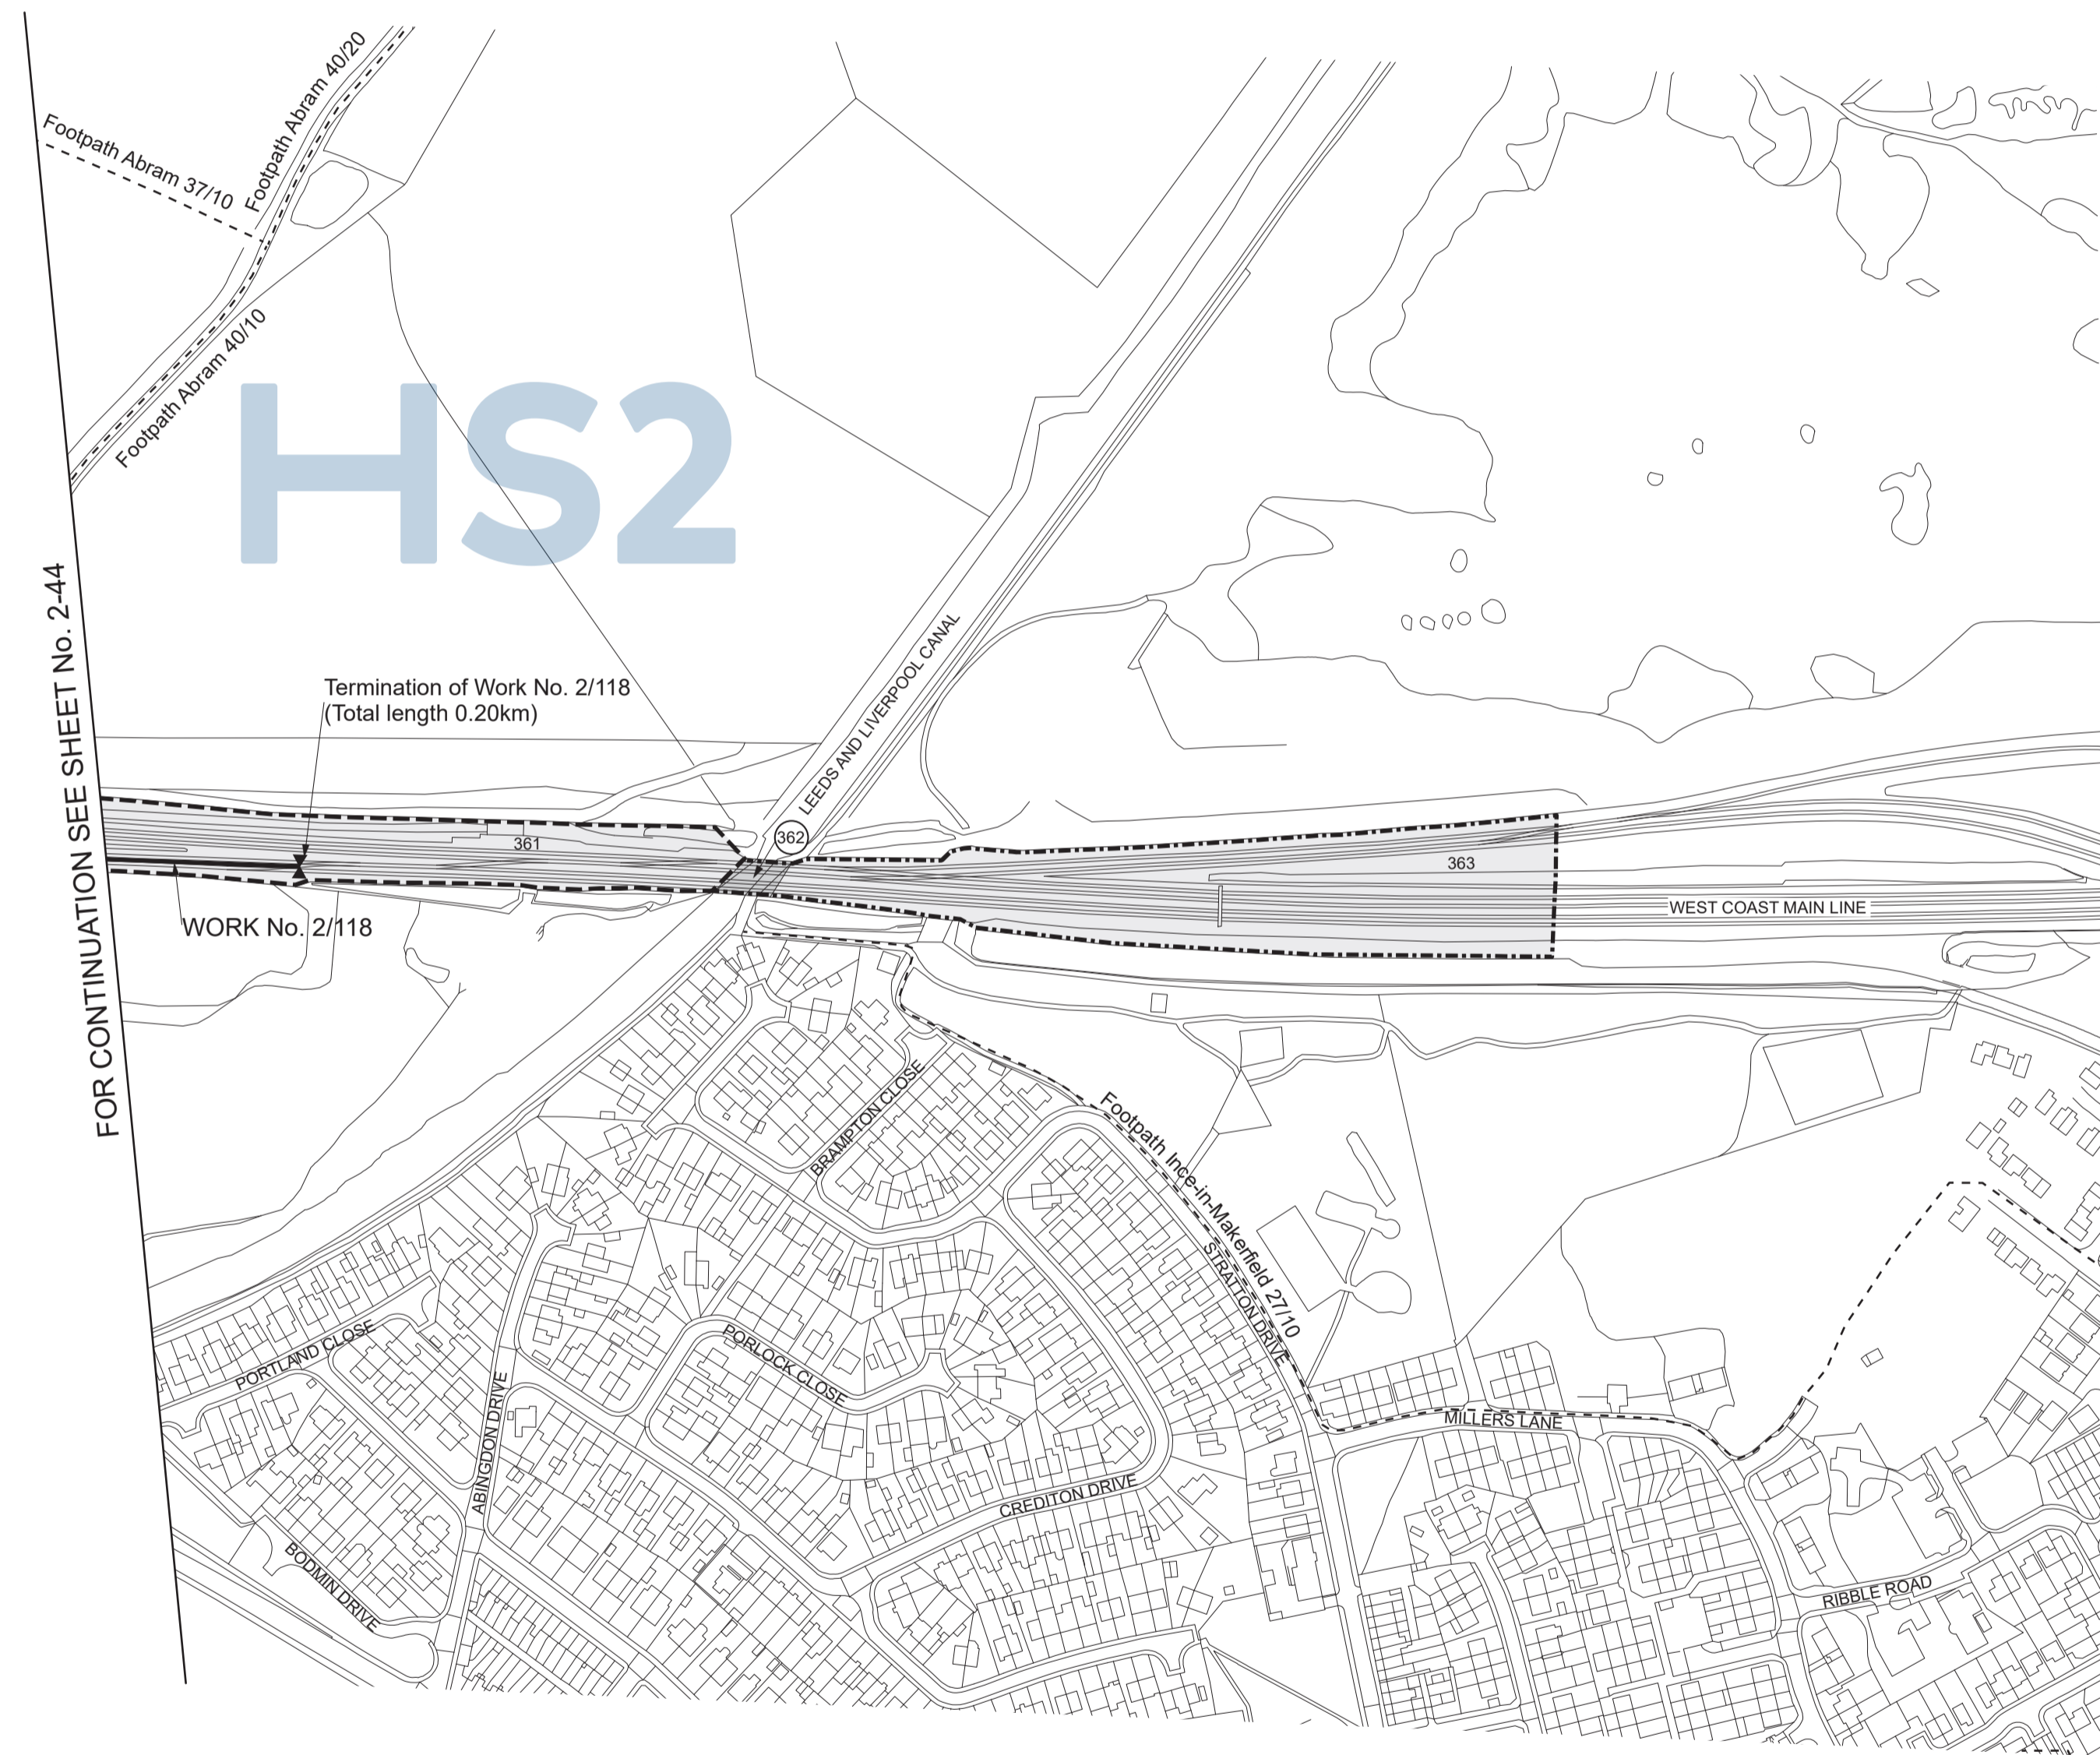 Footpath Abram 40/20
Footpath Abram 37/10
Footpath Abram 40/10
HS2
FOR CONTINUATION SEE SHEET No. 2-44
LEEDS AND LIVERPOOL CANAL
Termination of Work No. 2/118
(Total length 0.20km)
362
361
363
WEST COAST MAIN LINE
WORK No. 2/118
BRAMPTON CLOSE
Footpath Ince-in-Makerfield 27/10
STRATTON DRIVE
PORTLAND CLOSE
PORLOCK CLOSE
ABINGDON DRIVE
MILLERS LANE
CREDITON DRIVE
BODMIN DRIVE
RIBBLE ROAD